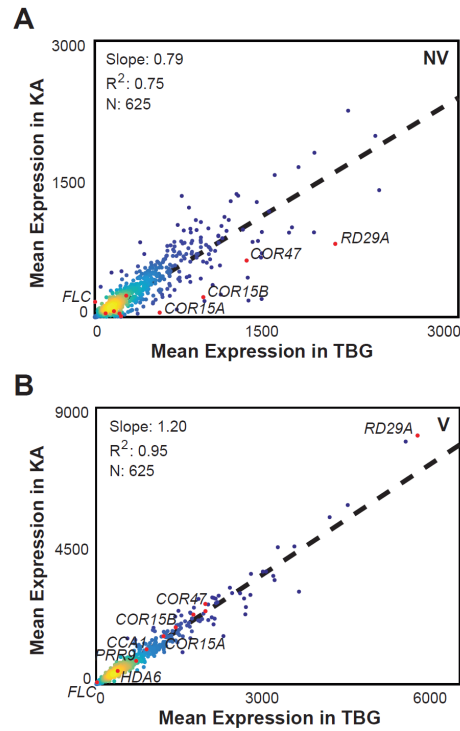 A
3000
Slope: 0.79
R2: 0.75
N: 625
NV
1500
0
Mean Expression in KA
RD29A
COR47
COR15B
FLC
COR15A
1500
3000
Mean Expression in TBG
B
9000
Slope: 1.20
R2: 0.95
N: 625
V
RD29A
4500
0
Mean Expression in KA
COR47
COR15B
CCA1
COR15A
PRR9
HDA6
FLC
0
3000
6000
Mean Expression in TBG